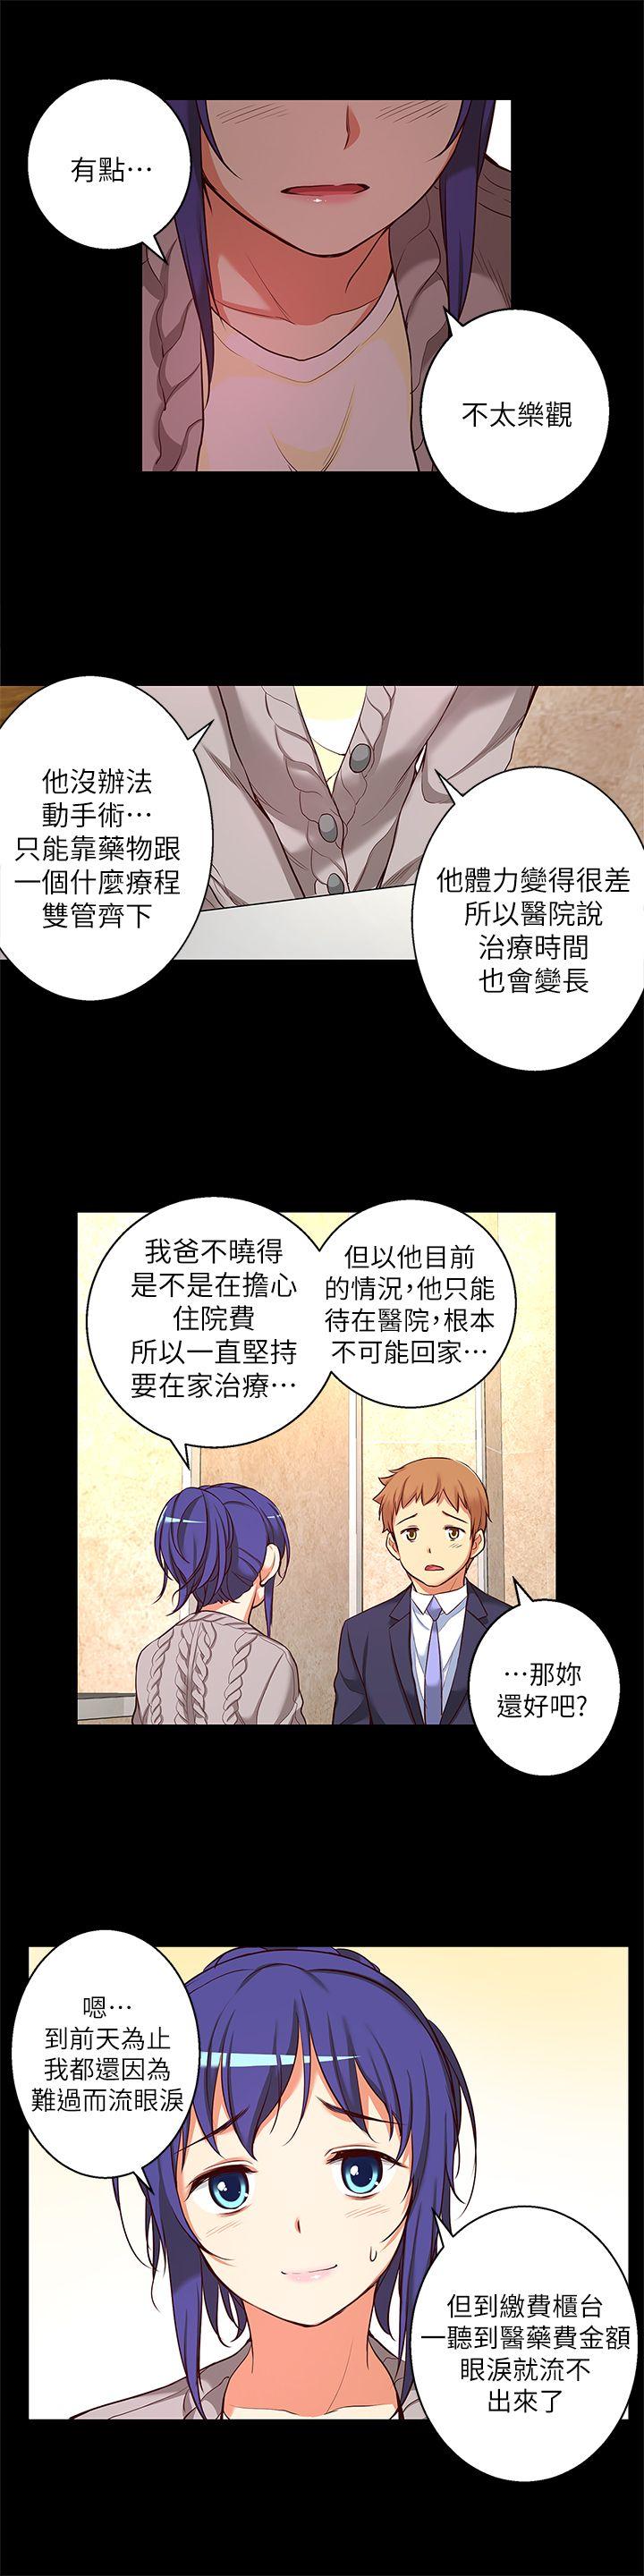 有點⋯
不太樂觀
他沒辦法
動手術⋯
只能靠藥物跟
一個什麼療程
雙管齊下
他體力變得很差
所以醫院說
治療時間
也會變長
我爸不曉得
是不是在擔心
住院費
所以一直堅持
要在家治療⋯
但以他目前
的情況，他只能
待在醫院，根本
不可能回家⋯
⋯那妳
還好吧?
嗯⋯
到前天為止
我都還因為
難過而流眼淚
但到繳費櫃台
一聽到醫藥費金額
眼淚就流不
出來了